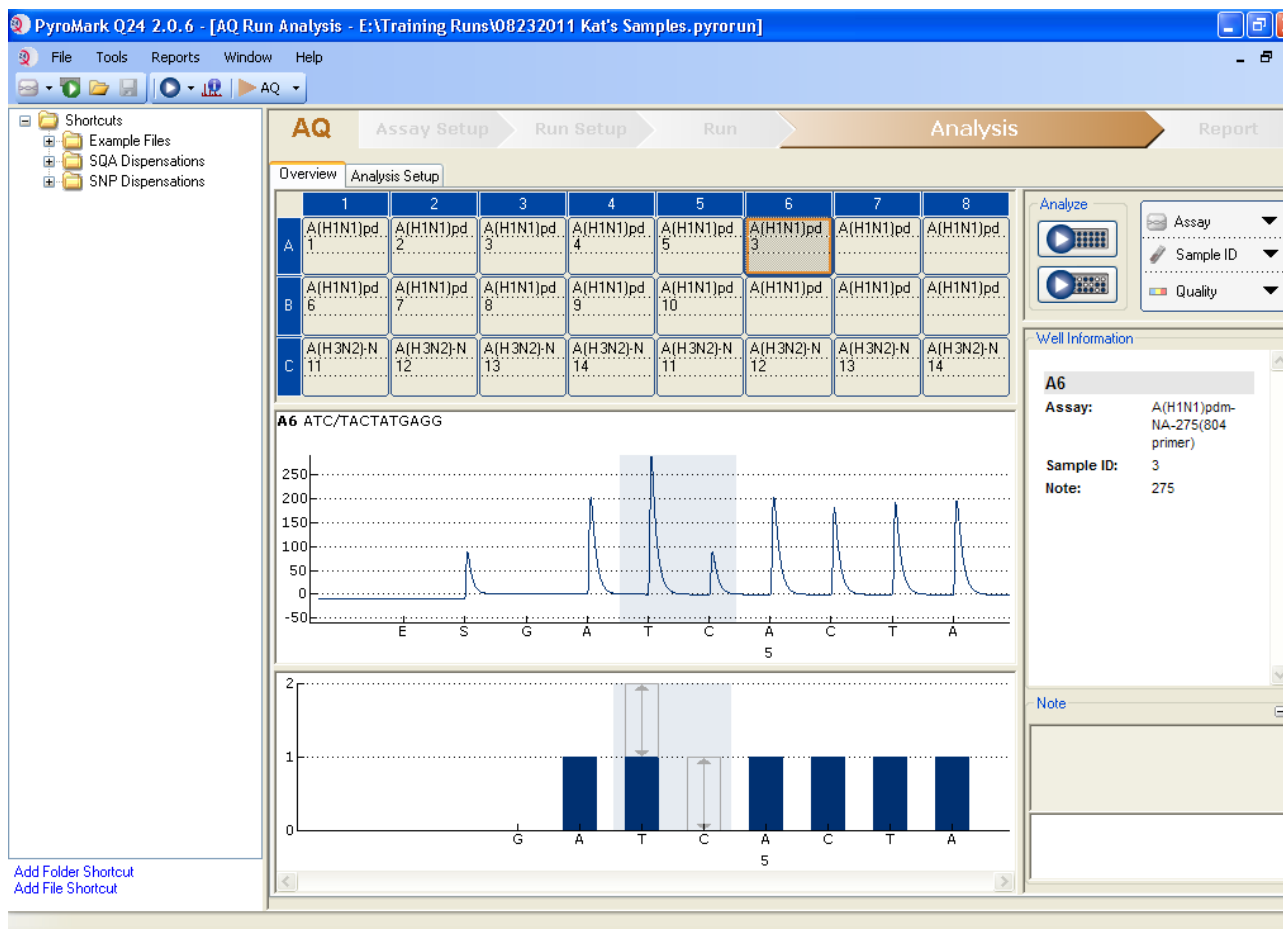 PyroMark Q24 2.0.6 - [AQ Run Analysis - E:\Training Runs\08232011 Kat's Samples.pyrorun]
File Tools Reports Window Help
AQ
Shortcuts
Example Files
SQA Dispensations
SNP Dispensations
Add Folder Shortcut
Add File Shortcut
AQ Assay Setup Run Setup Run Analysis Report
Overview Analysis Setup
1 2 3 4 5 6 7 8
A
A(H1N1)pd A(H1N1)pd A(H1N1)pd A(H1N1)pd A(H1N1)pd A(H1N1)pd A(H1N1)pd A(H1N1)pd
1 2 3 4 5 3
B
A(H1N1)pd A(H1N1)pd A(H1N1)pd A(H1N1)pd A(H1N1)pd A(H1N1)pd A(H1N1)pd A(H1N1)pd
6 7 8 9 10
C
A(H3N2)-N A(H3N2)-N A(H3N2)-N A(H3N2)-N A(H3N2)-N A(H3N2)-N A(H3N2)-N A(H3N2)-N
11 12 13 14 11 12 13 14
A6 ATC/TACTATGAGG
250
200
150
100
50
0
-50
E S G A T C A C T A
5
2
1
0
G A T C A C T A
5
Analyze
Assay
Sample ID
Quality
Well Information
A6
Assay: A(H1N1)pdm-
NA-275(804
primer)
Sample ID: 3
Note: 275
Note